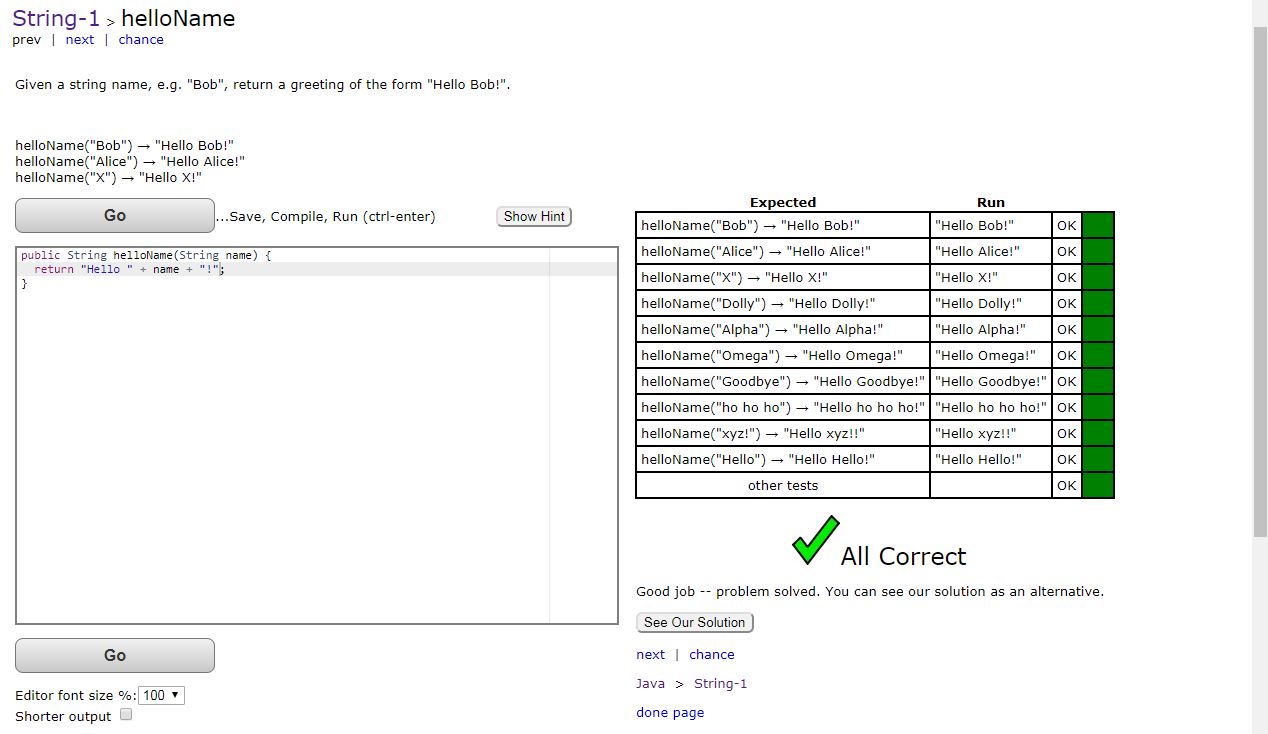 String-1 > helloName
prev | next | chance
Given a string name, e.g. "Bob", return a greeting of the form "Hello Bob!".
helloName("Bob") → "Hello Bob!"
helloName("Alice") → "Hello Alice!"
helloName("X") → "Hello X!"
Go ...Save, Compile, Run (ctrl-enter) Show Hint
public String helloName(String name) {
  return "Hello " + name + "!";
}
Go
Editor font size %: 100 ▼
Shorter output
Expected Run
helloName("Bob") → "Hello Bob!" "Hello Bob!" OK
helloName("Alice") → "Hello Alice!" "Hello Alice!" OK
helloName("X") → "Hello X!" "Hello X!" OK
helloName("Dolly") → "Hello Dolly!" "Hello Dolly!" OK
helloName("Alpha") → "Hello Alpha!" "Hello Alpha!" OK
helloName("Omega") → "Hello Omega!" "Hello Omega!" OK
helloName("Goodbye") → "Hello Goodbye!" "Hello Goodbye!" OK
helloName("ho ho ho") → "Hello ho ho ho!" "Hello ho ho ho!" OK
helloName("xyz!") → "Hello xyz!!" "Hello xyz!!" OK
helloName("Hello") → "Hello Hello!" "Hello Hello!" OK
other tests OK
All Correct
Good job -- problem solved. You can see our solution as an alternative.
See Our Solution
next | chance
Java > String-1
done page